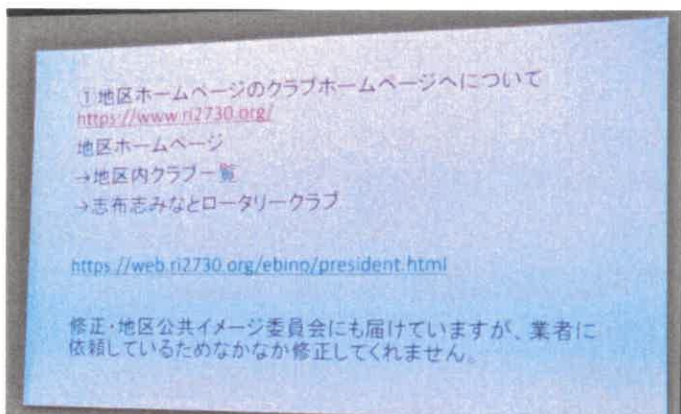 ①地区ホームページのクラブホームページへについて
https://www.ri2730.org/
地区ホームページ
→地区内クラブ一覧
→志布志みなとロータリークラブ
https://web.ri2730.org/ebino/president.html
修正・地区公共イメージ委員会にも届けていますが、業者に
依頼しているためなかなか修正してくれません。